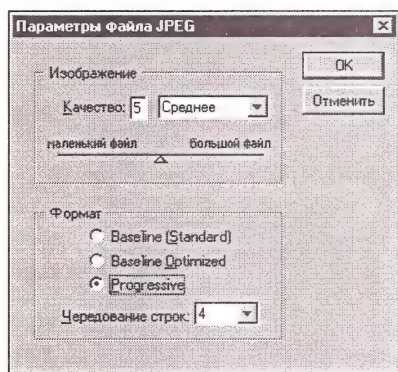 Параметры Файла JPEG
Изображение
Качество: 5 Среднее
маленький файл большой файл
Формат
Baseline (Standard)
Baseline Optimized
Progressive
Чередование строк: 4
OK
Отменить